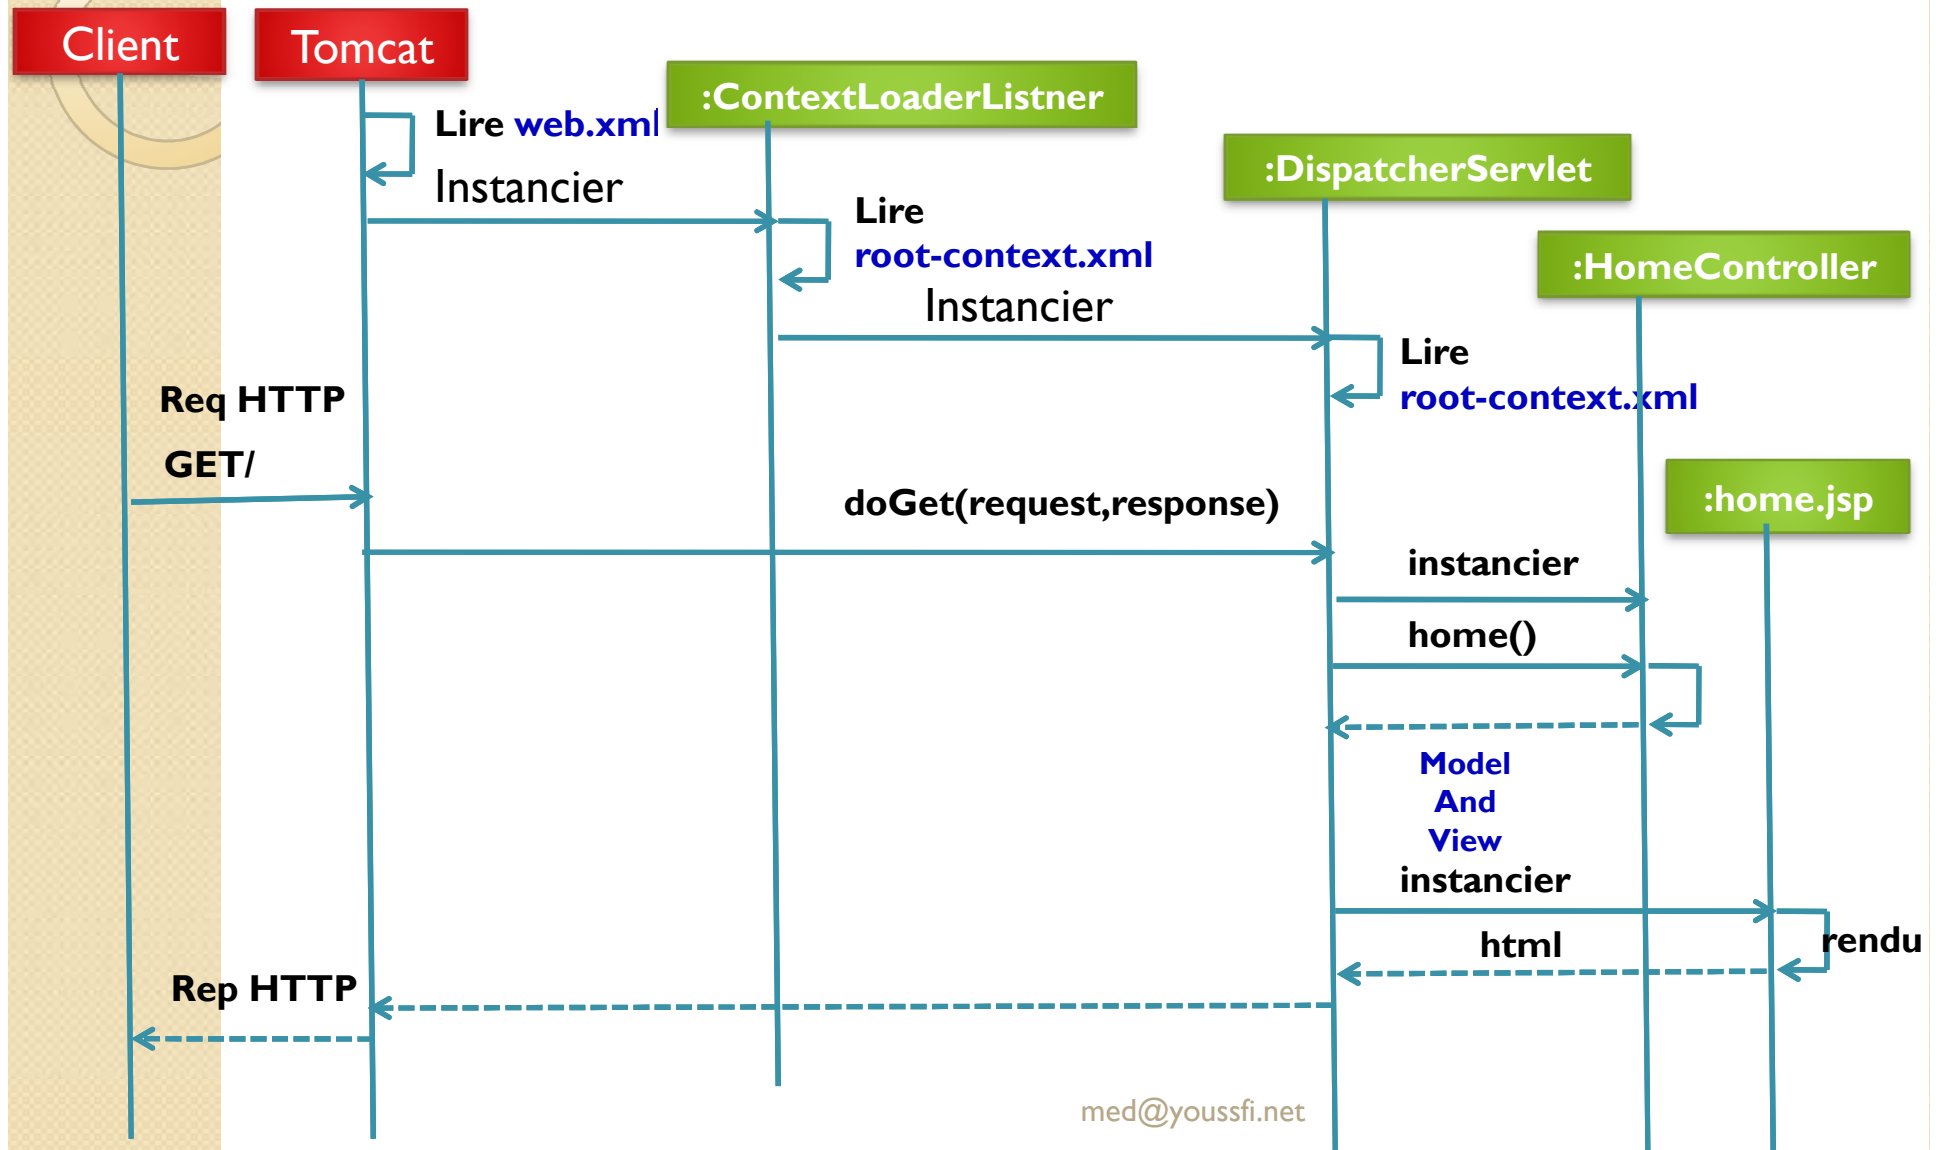 Client
Tomcat
:ContextLoaderListner
Lire web.xml
:DispatcherServlet
Instancier
Lire
root-context.xml
:HomeController
Instancier
Lire
root-context.xml
Req HTTP
GET/
:home.jsp
doGet(request,response)
instancier
home()
Model
And
View
instancier
html
rendu
Rep HTTP
med@youssfi.net